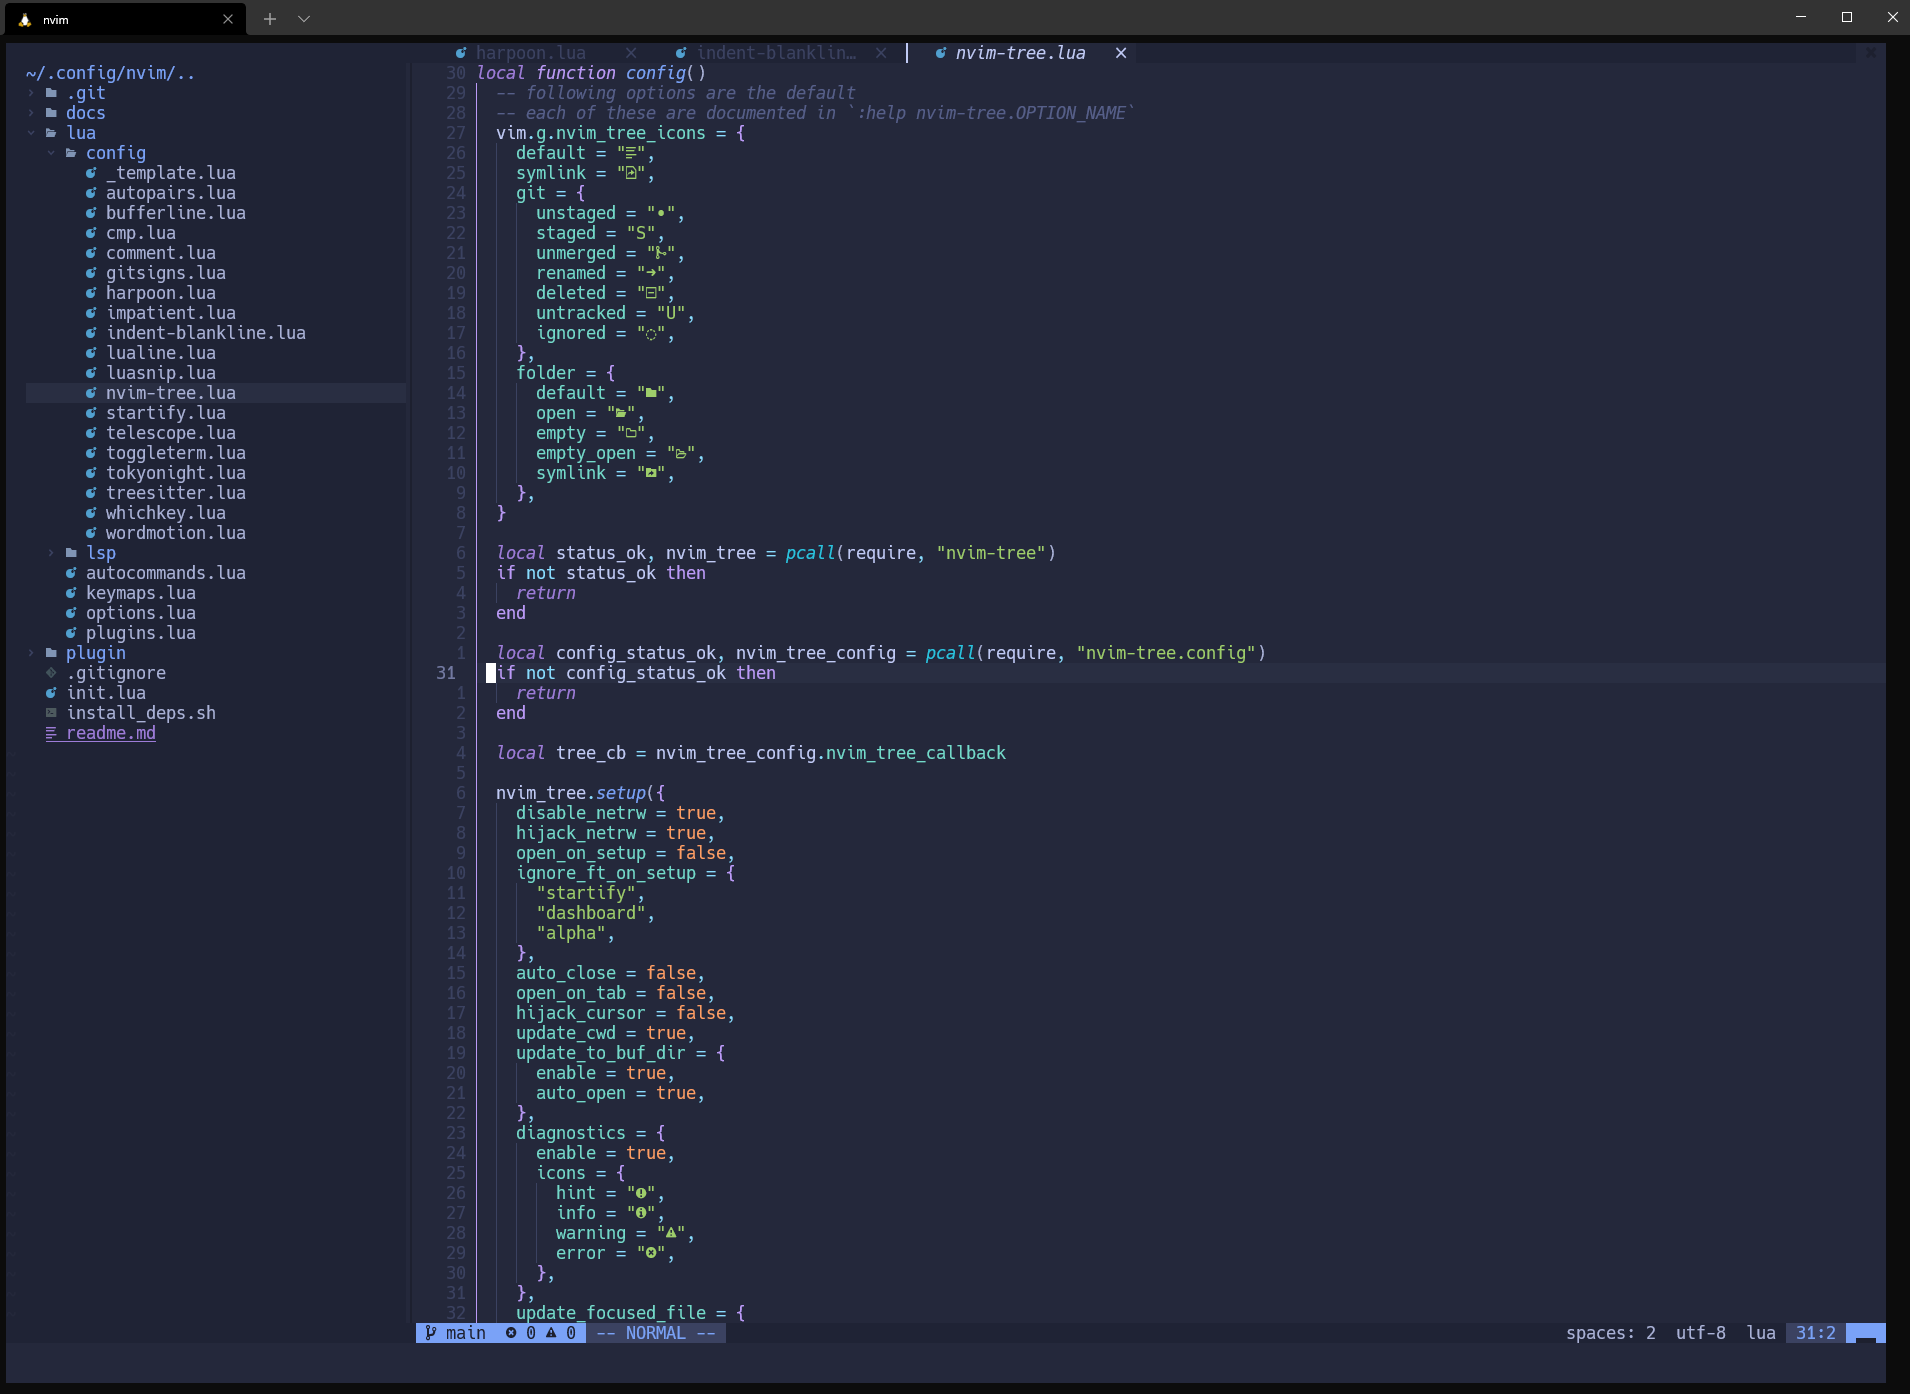 nvim
harpoon.lua indent-blanklin… nvim-tree.lua
~/.config/nvim/..
.git
docs
lua
config
_template.lua
autopairs.lua
bufferline.lua
cmp.lua
comment.lua
gitsigns.lua
harpoon.lua
impatient.lua
indent-blankline.lua
lualine.lua
luasnip.lua
nvim-tree.lua
startify.lua
telescope.lua
toggleterm.lua
tokyonight.lua
treesitter.lua
whichkey.lua
wordmotion.lua
lsp
autocommands.lua
keymaps.lua
options.lua
plugins.lua
plugin
.gitignore
init.lua
install_deps.sh
readme.md
30 local function config()
29   -- following options are the default
28   -- each of these are documented in `:help nvim-tree.OPTION_NAME`
27   vim.g.nvim_tree_icons = {
26     default = "",
25     symlink = "",
24     git = {
23       unstaged = "•",
22       staged = "S",
21       unmerged = "",
20       renamed = "➜",
19       deleted = "",
18       untracked = "U",
17       ignored = "◌",
16     },
15     folder = {
14       default = "",
13       open = "",
12       empty = "",
11       empty_open = "",
10       symlink = "",
9     },
8   }
7
6   local status_ok, nvim_tree = pcall(require, "nvim-tree")
5   if not status_ok then
4     return
3   end
2
1   local config_status_ok, nvim_tree_config = pcall(require, "nvim-tree.config")
31   if not config_status_ok then
1     return
2   end
3
4   local tree_cb = nvim_tree_config.nvim_tree_callback
5
6   nvim_tree.setup({
7     disable_netrw = true,
8     hijack_netrw = true,
9     open_on_setup = false,
10     ignore_ft_on_setup = {
11       "startify",
12       "dashboard",
13       "alpha",
14     },
15     auto_close = false,
16     open_on_tab = false,
17     hijack_cursor = false,
18     update_cwd = true,
19     update_to_buf_dir = {
20       enable = true,
21       auto_open = true,
22     },
23     diagnostics = {
24       enable = true,
25       icons = {
26         hint = "",
27         info = "",
28         warning = "",
29         error = "",
30       },
31     },
32     update_focused_file = {
main 0 0 -- NORMAL -- spaces: 2 utf-8 lua 31:2